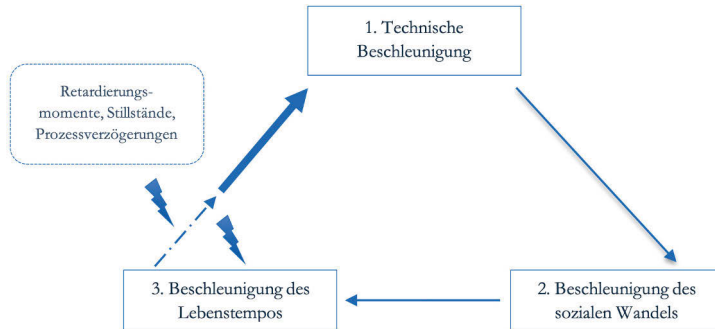 1. Technische
Beschleunigung
Retardierungs-
momente, Stillstände,
Prozessverzögerungen
3. Beschleunigung des
Lebenstempos
2. Beschleunigung des
sozialen Wandels